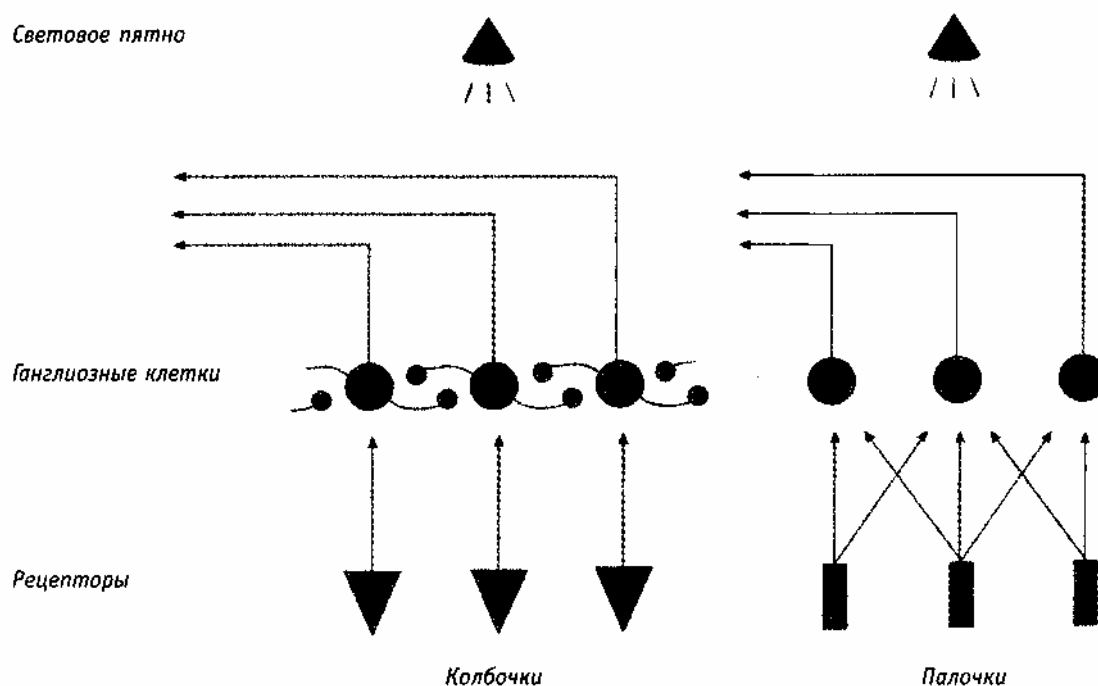 Световое пятно
Ганглиозные клетки
Рецепторы
Колбочки
Палочки